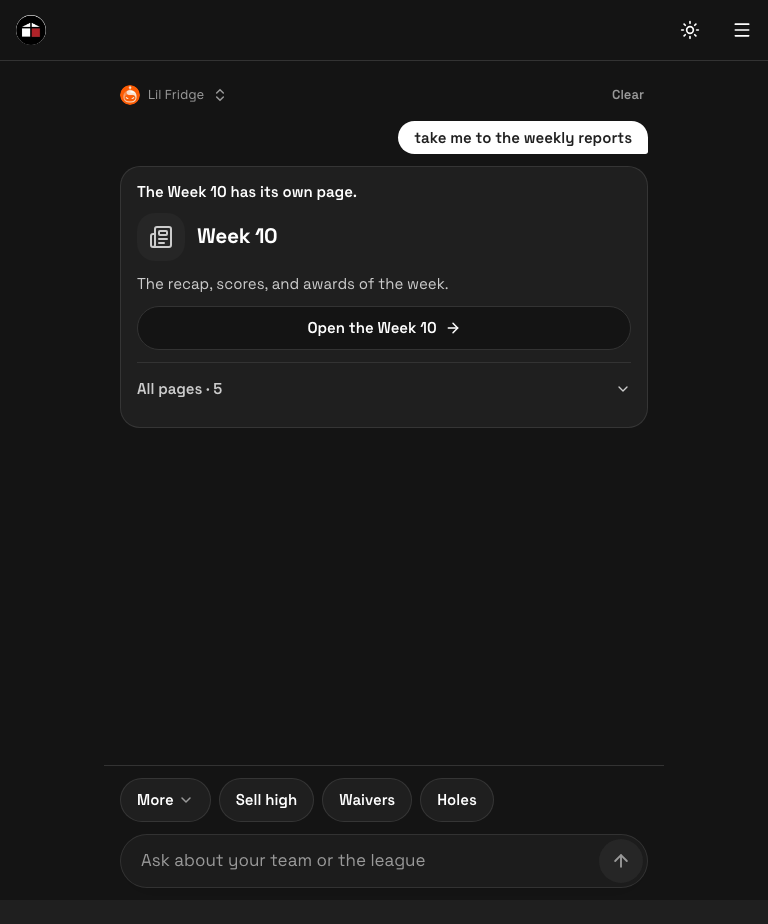 Lil Fridge
Clear
take me to the weekly reports
The Week 10 has its own page.
Week 10
The recap, scores, and awards of the week.
Open the Week 10 →
All pages · 5
More
Sell high
Waivers
Holes
Ask about your team or the league